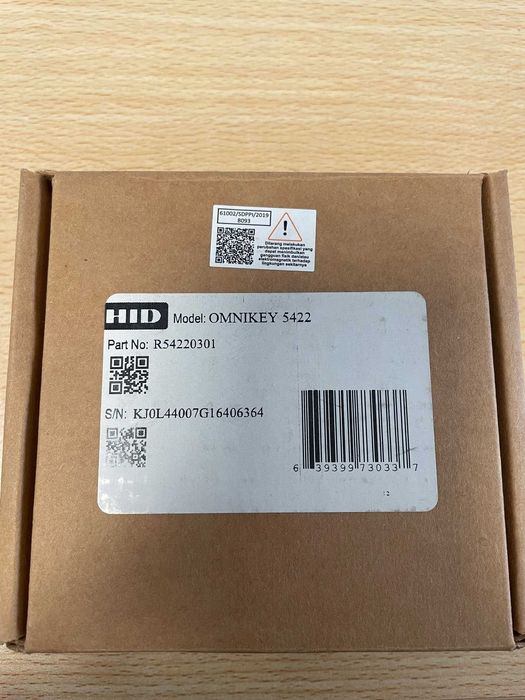 61002/SDPPI/2019
8093
Dilarang melakukan
perubahan spesifikasi yang
dapat menimbulkan
gangguan fisik dan/atau
elektromagnetik terhadap
lingkungan sekitarnya
HID Model: OMNIKEY 5422
Part No: R54220301
S/N: KJ0L44007G16406364
6 39399 73033 7